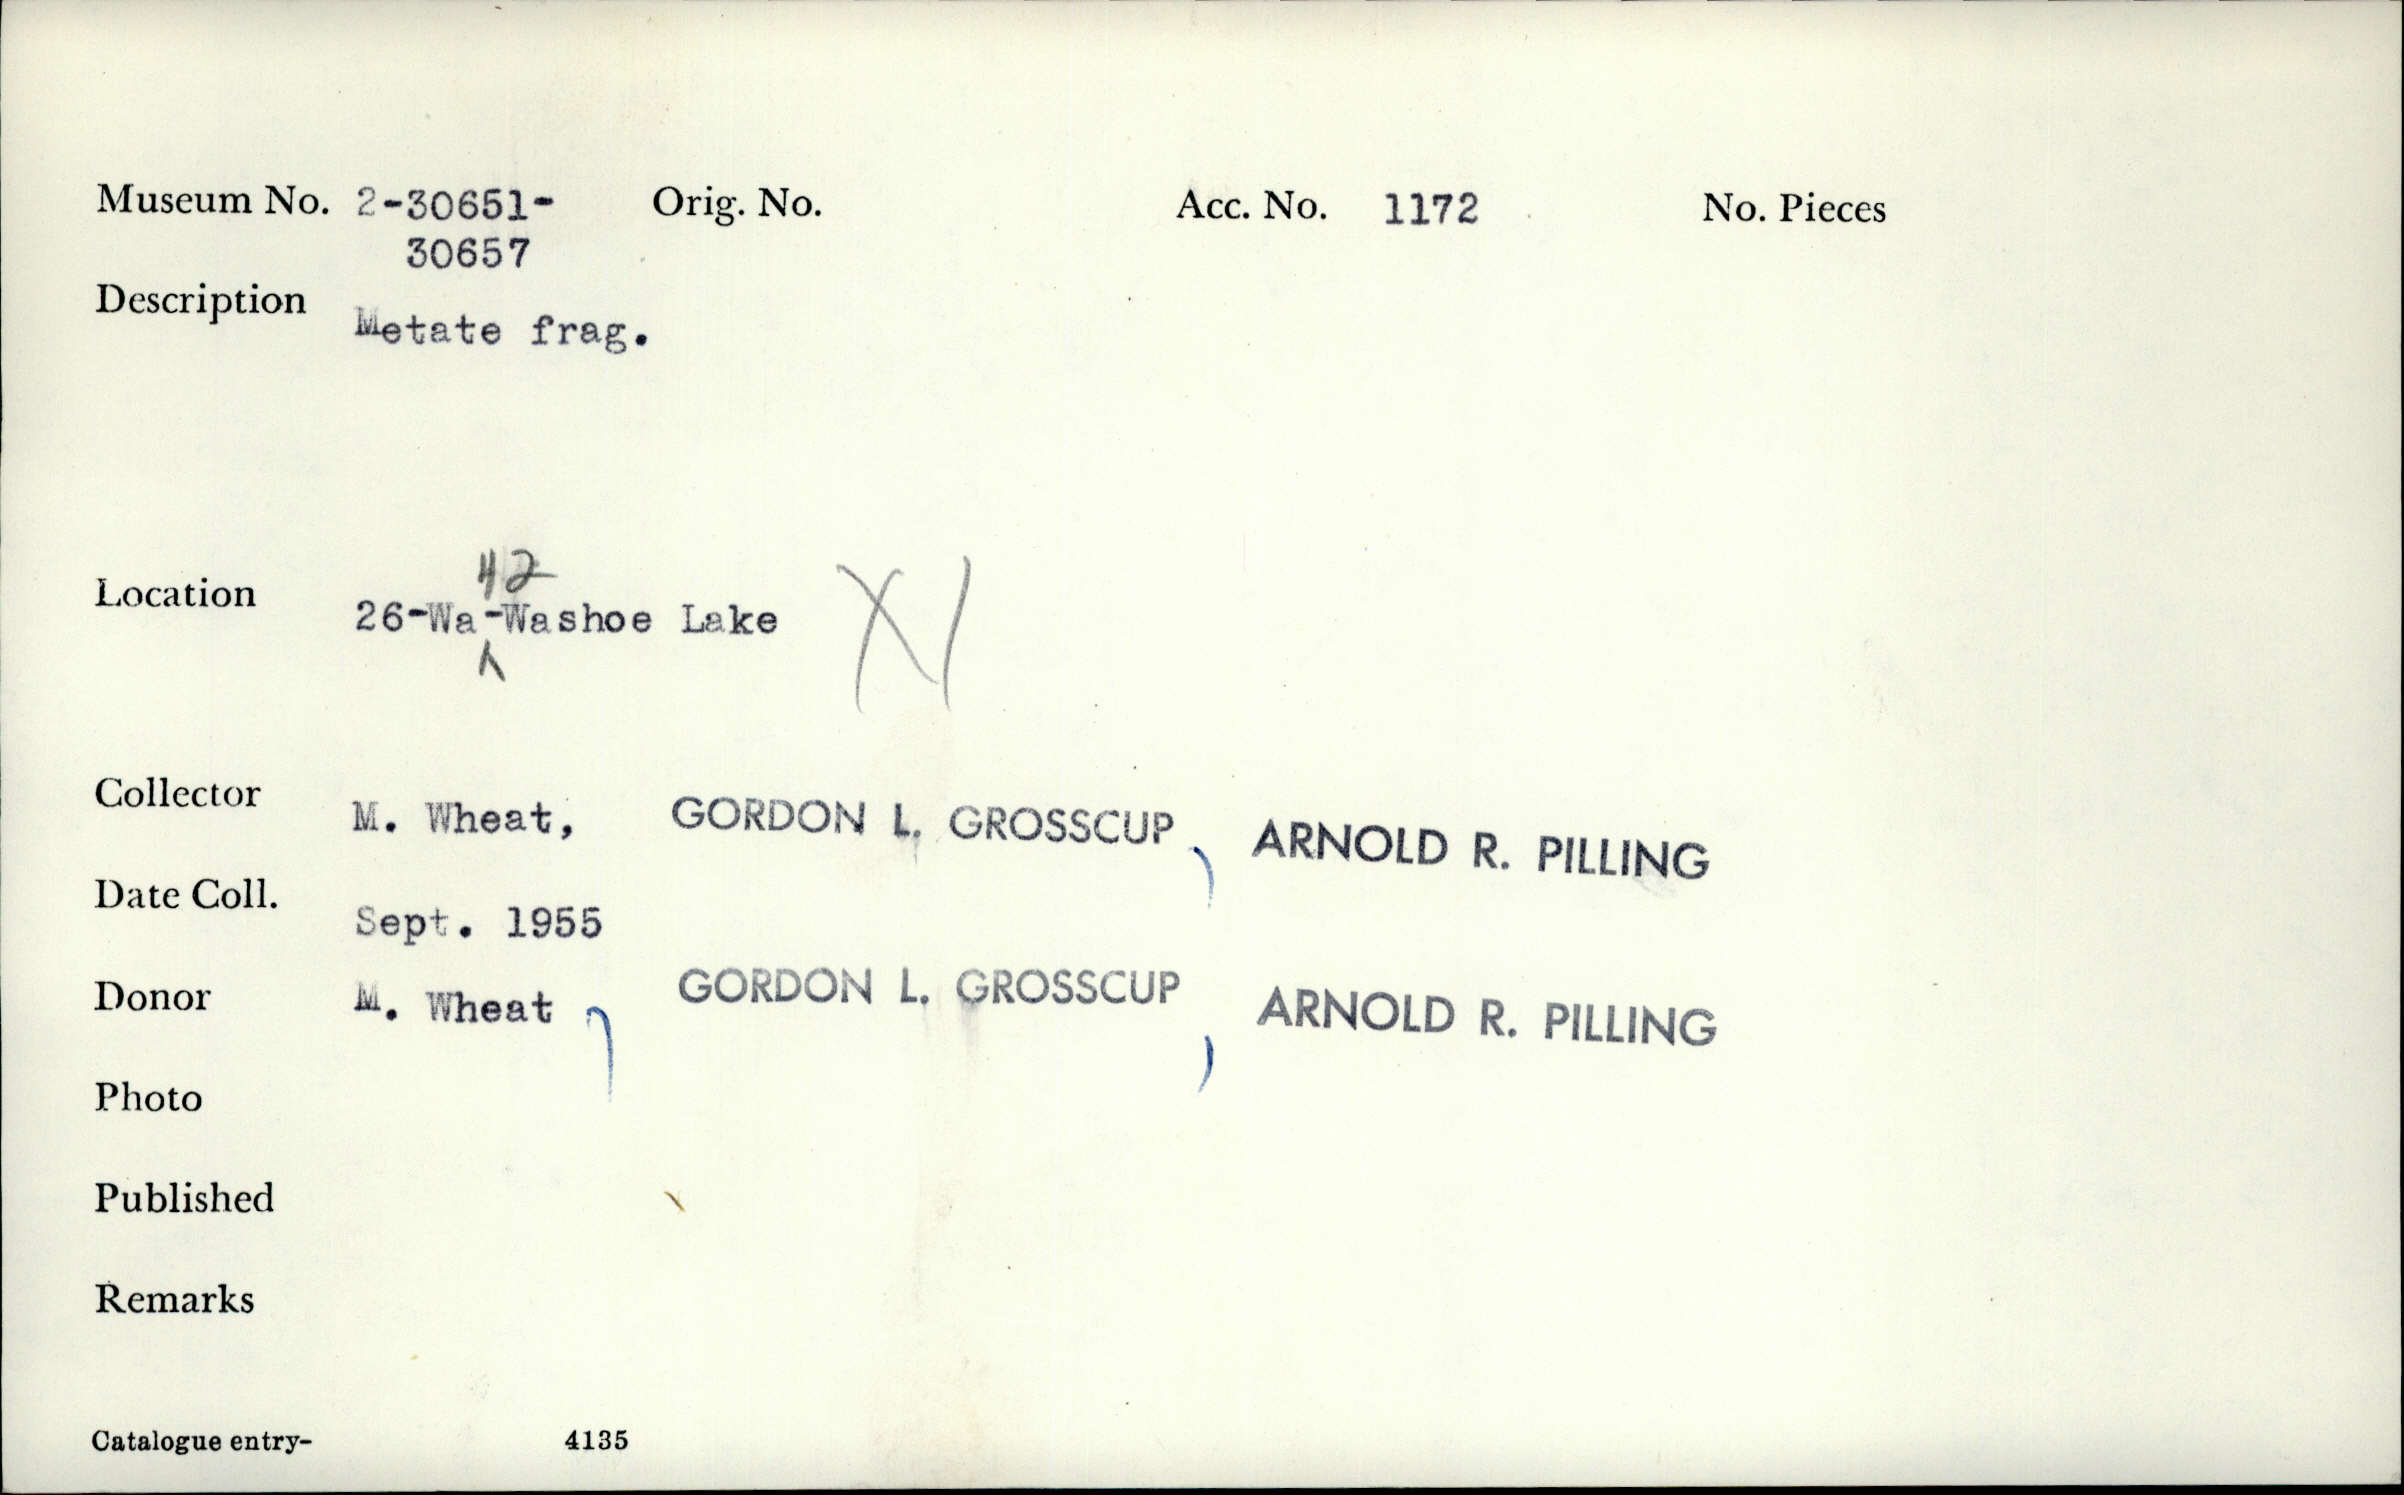 Museum No. 2-30651- Orig. No. Acc. No. 1172 No. Pieces
30657
Description
Metate frag.
42
Location
26-Wa-Washoe Lake XI
Collector
M. Wheat, GORDON L. GROSSCUP, ARNOLD R. PILLING
Date Coll.
Sept. 1955
Donor M. Wheat, GORDON L. GROSSCUP, ARNOLD R. PILLING
Photo
Published
Remarks
Catalogue entry- 4135